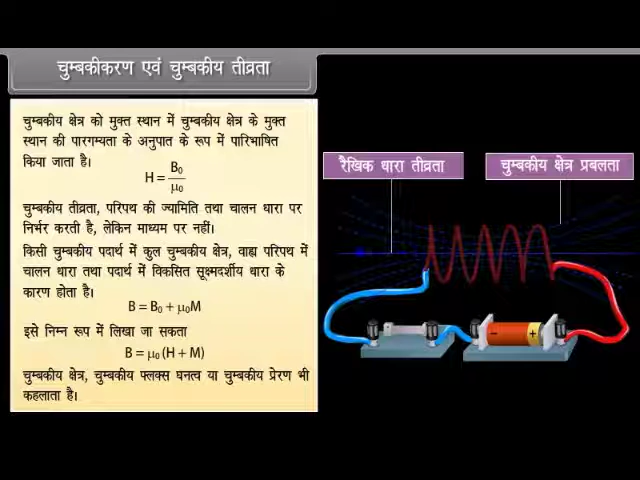 चुम्बकीकरण एवं चुम्बकीय तीव्रता
चुम्बकीय क्षेत्र को मुक्त स्थान में चुम्बकीय क्षेत्र के मुक्त
स्थान की पारगम्यता के अनुपात के रूप में पारिभाषित
किया जाता है।
H = B₀/μ₀
चुम्बकीय तीव्रता, परिपथ की ज्यामिति तथा चालन धारा पर
निर्भर करती है, लेकिन माध्यम पर नहीं।
किसी चुम्बकीय पदार्थ में कुल चुम्बकीय क्षेत्र, वाह्य परिपथ में
चालन धारा तथा पदार्थ में विकसित सूक्ष्मदर्शीय धारा के
कारण होता है।
B = B₀ + μ₀M
इसे निम्न रूप में लिखा जा सकता
B = μ₀ (H + M)
चुम्बकीय क्षेत्र, चुम्बकीय फ्लक्स घनत्व या चुम्बकीय प्रेरण भी
कहलाता है।
रैखिक धारा तीव्रता
चुम्बकीय क्षेत्र प्रबलता
− +